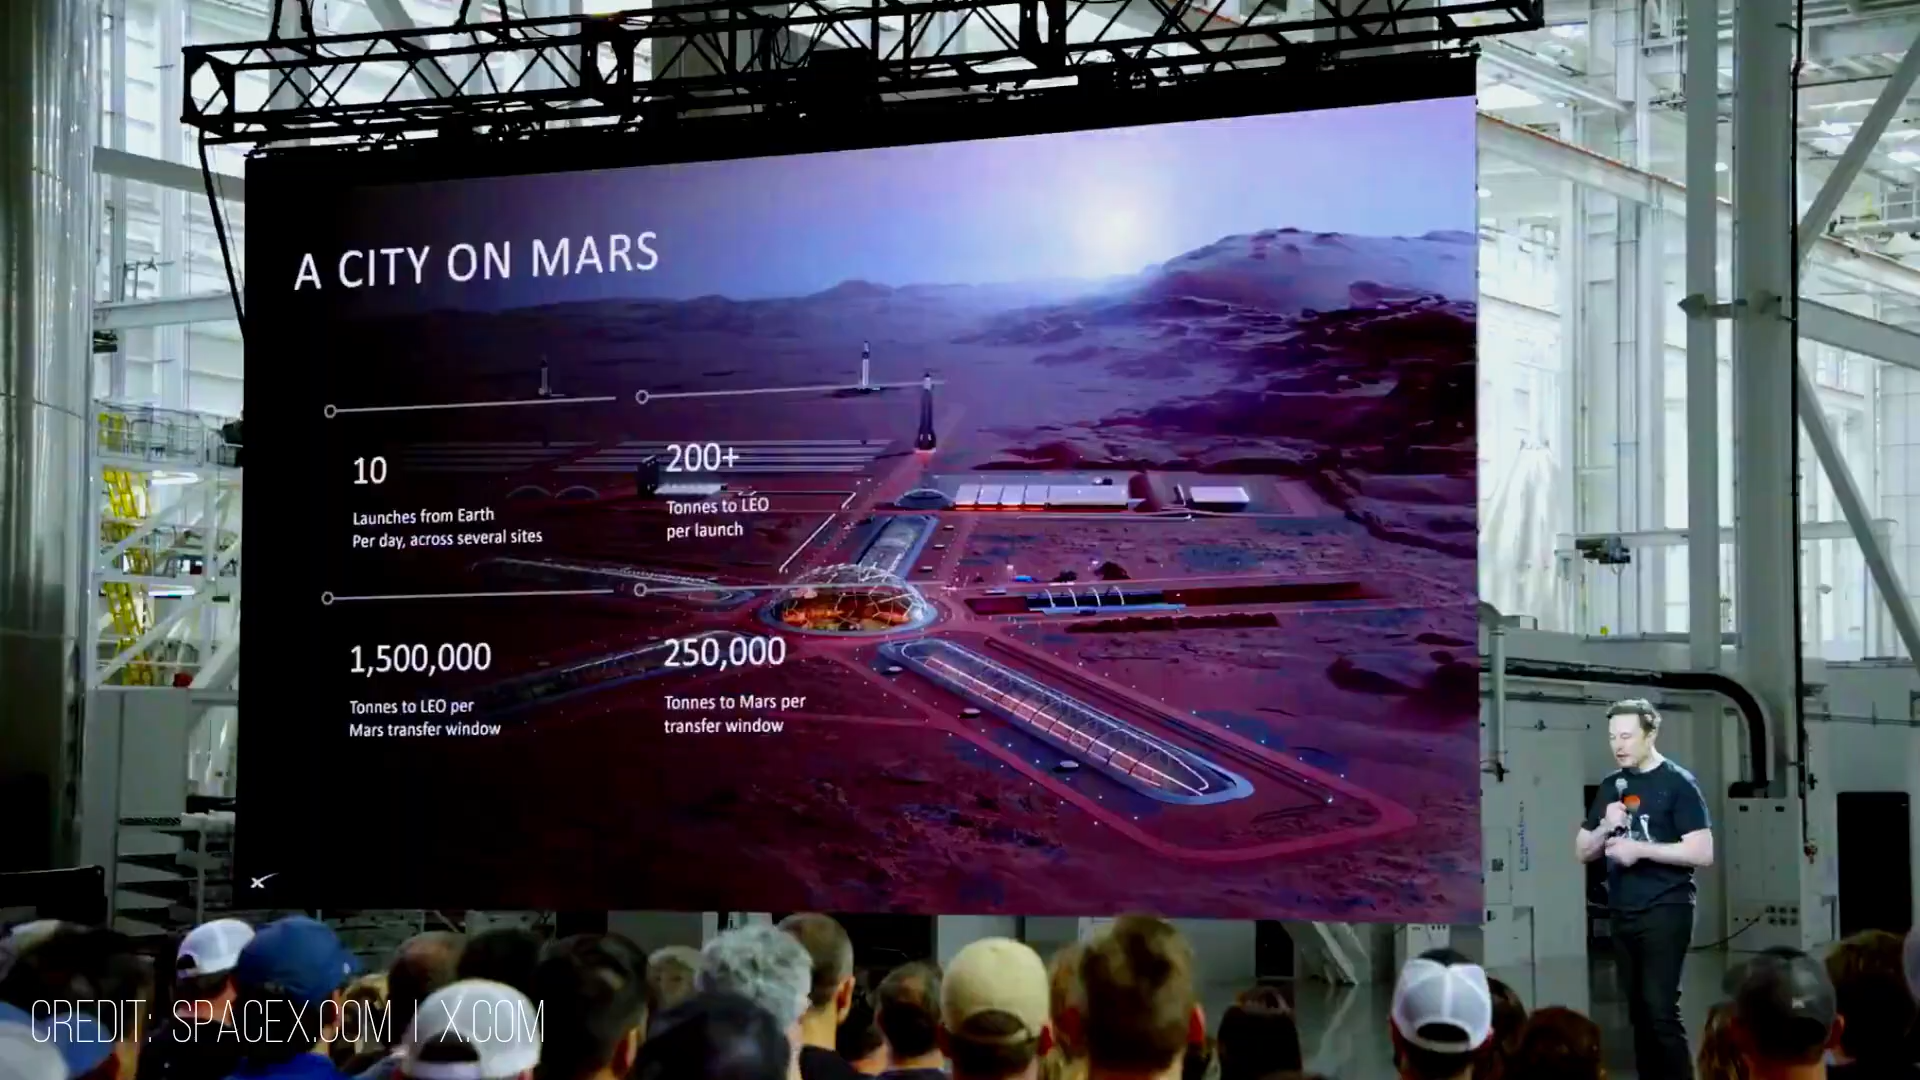 A CITY ON MARS
10
Launches from Earth
Per day, across several sites
200+
Tonnes to LEO
per launch
1,500,000
Tonnes to LEO per
Mars transfer window
250,000
Tonnes to Mars per
transfer window
CREDIT: SPACEX.COM | X.COM